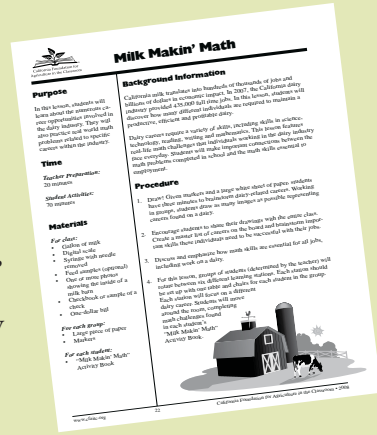 California Foundation for
Agriculture in the Classroom
Milk Makin' Math
Purpose
In this lesson, students will
learn about the numerous ca-
reer opportunities involved in
the dairy industry. They will
also practice real world math
problems related to specific
careers within the industry.
Time
Teacher Preparation:
20 minutes
Student Activities:
70 minutes
Materials
For class:
• Gallon of milk
• Digital scale
• Syringe with needle
removed
• Feed samples (optional)
• One or more photos
showing the inside of a
milk barn
• Checkbook or sample of a
check
• One-dollar bill
For each group:
• Large piece of paper
• Markers
For each student:
• "Milk Makin' Math"
Activity Book
Background Information
California milk translates into hundreds of thousands of jobs and
billions of dollars in economic impact. In 2007, the California dairy
industry provided 435,000 full time jobs. In this lesson, students will
discover how many different individuals are required to maintain a
productive, efficient and profitable dairy.
Dairy careers require a variety of skills, including skills in science,
technology, reading, writing and mathematics. This lesson features
real-life math challenges that individuals working in the dairy industry
face everyday. Students will make important connections between the
math problems completed in school and the math skills essential to
employment.
Procedure
1. Draw! Given markers and a large white sheet of paper, students
have three minutes to brainstorm dairy-related careers. Working
in groups, students draw as many images as possible representing
careers found on a dairy.
2. Encourage students to share their drawings with the entire class.
Create a master list of careers on the board and brainstorm impor-
tant skills these individuals need to be successful with their jobs.
3. Discuss and emphasize how math skills are essential for all jobs,
including work on a dairy.
4. For this lesson, groups of students (determined by the teacher) will
rotate between six different learning stations. Each station should
be set up with one table and chairs for each student in the group.
Each station will focus on a different
dairy career. Students will move
around the room, completing
math challenges found
in each student's
"Milk Makin' Math"
Activity Book.
www.cfaitc.org
22
California Foundation for Agriculture in the Classroom • 2008